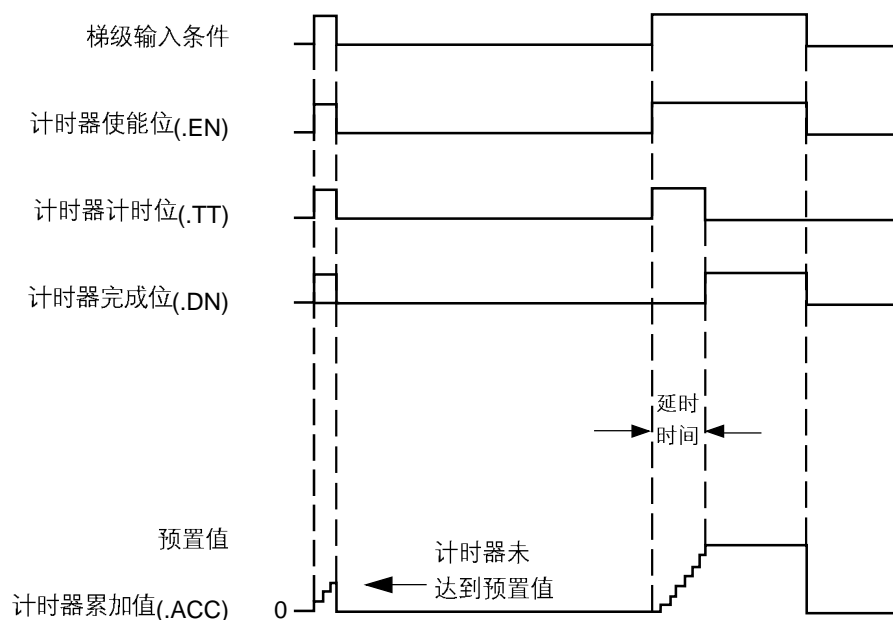 梯级输入条件
计时器使能位(.EN)
计时器计时位(.TT)
计时器完成位(.DN)
延时
时间
预置值
计时器未
达到预置值
计时器累加值(.ACC)
0